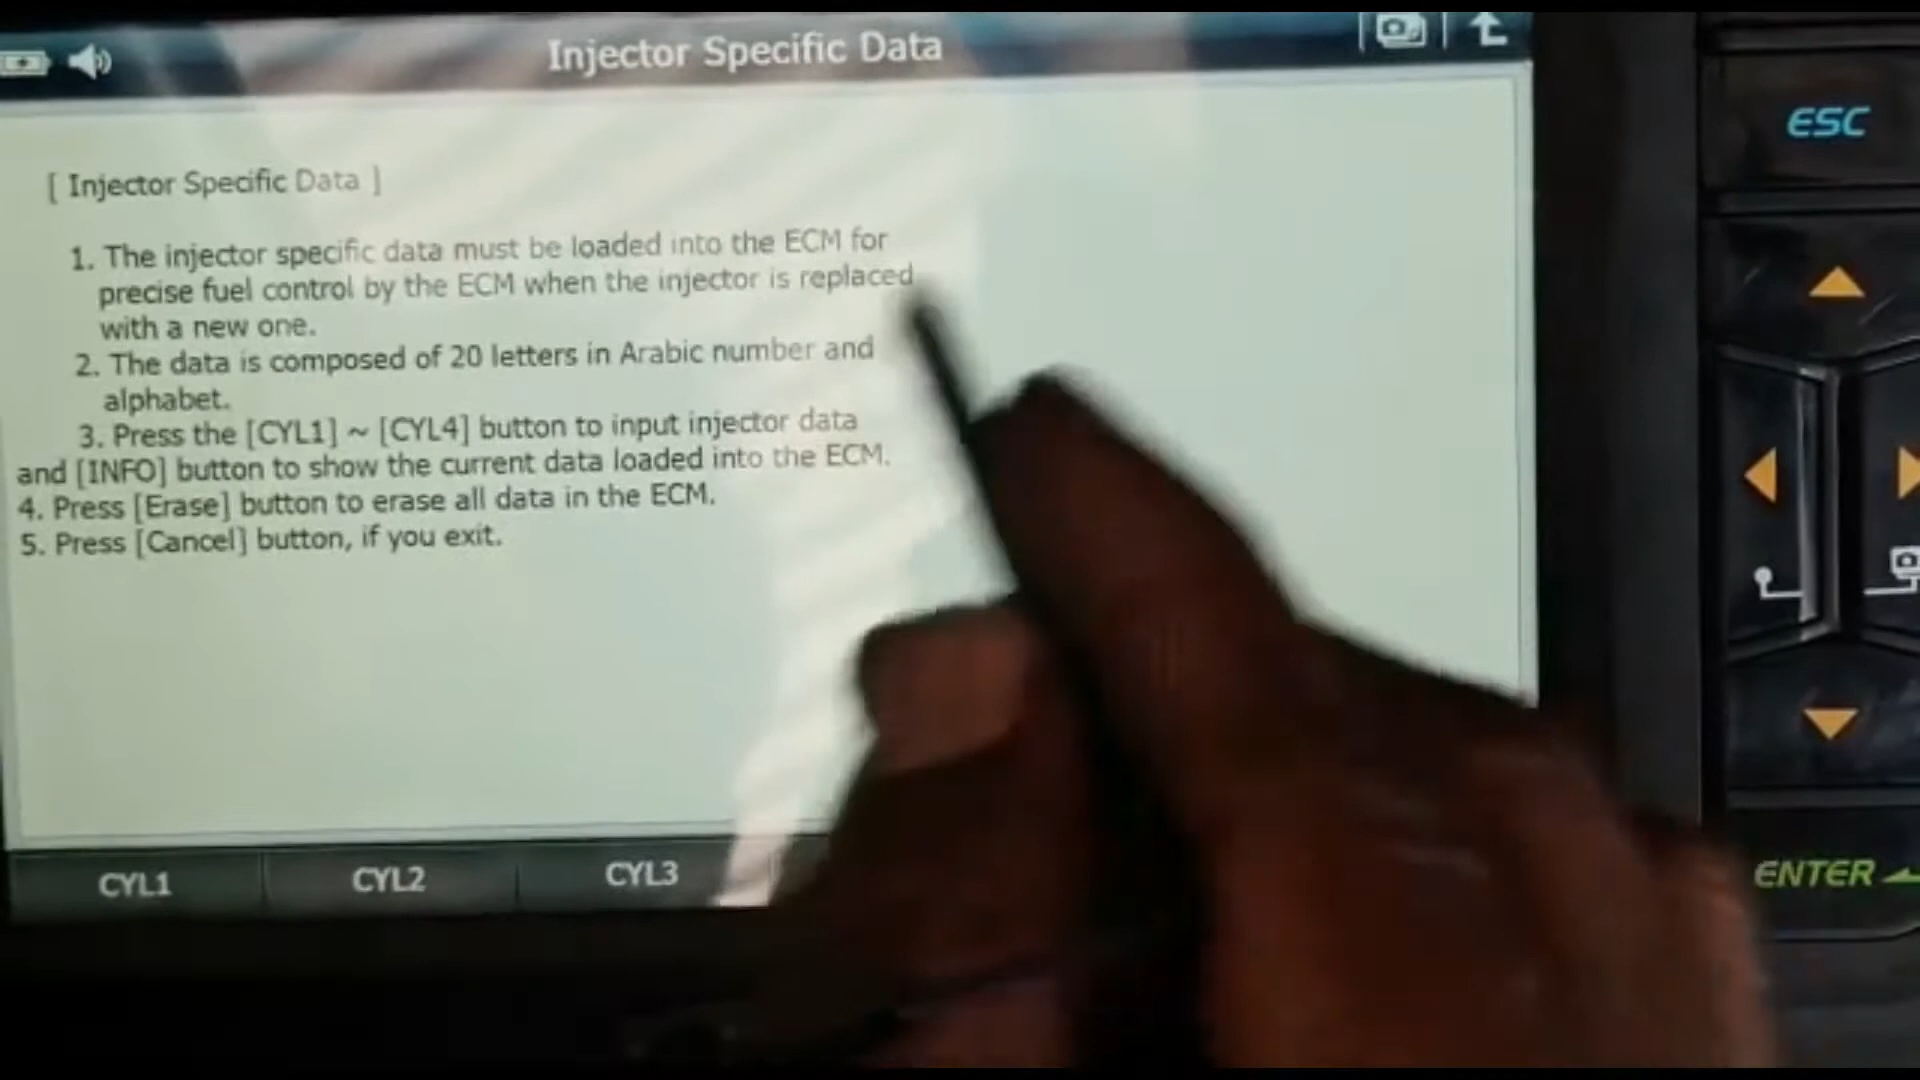 Injector Specific Data
ESC
[ Injector Specific Data ]
1. The injector specific data must be loaded into the ECM for
precise fuel control by the ECM when the injector is replaced
with a new one.
2. The data is composed of 20 letters in Arabic number and
alphabet.
3. Press the [CYL1] ~ [CYL4] button to input injector data
and [INFO] button to show the current data loaded into the ECM.
4. Press [Erase] button to erase all data in the ECM.
5. Press [Cancel] button, if you exit.
CYL1 CYL2 CYL3
ENTER